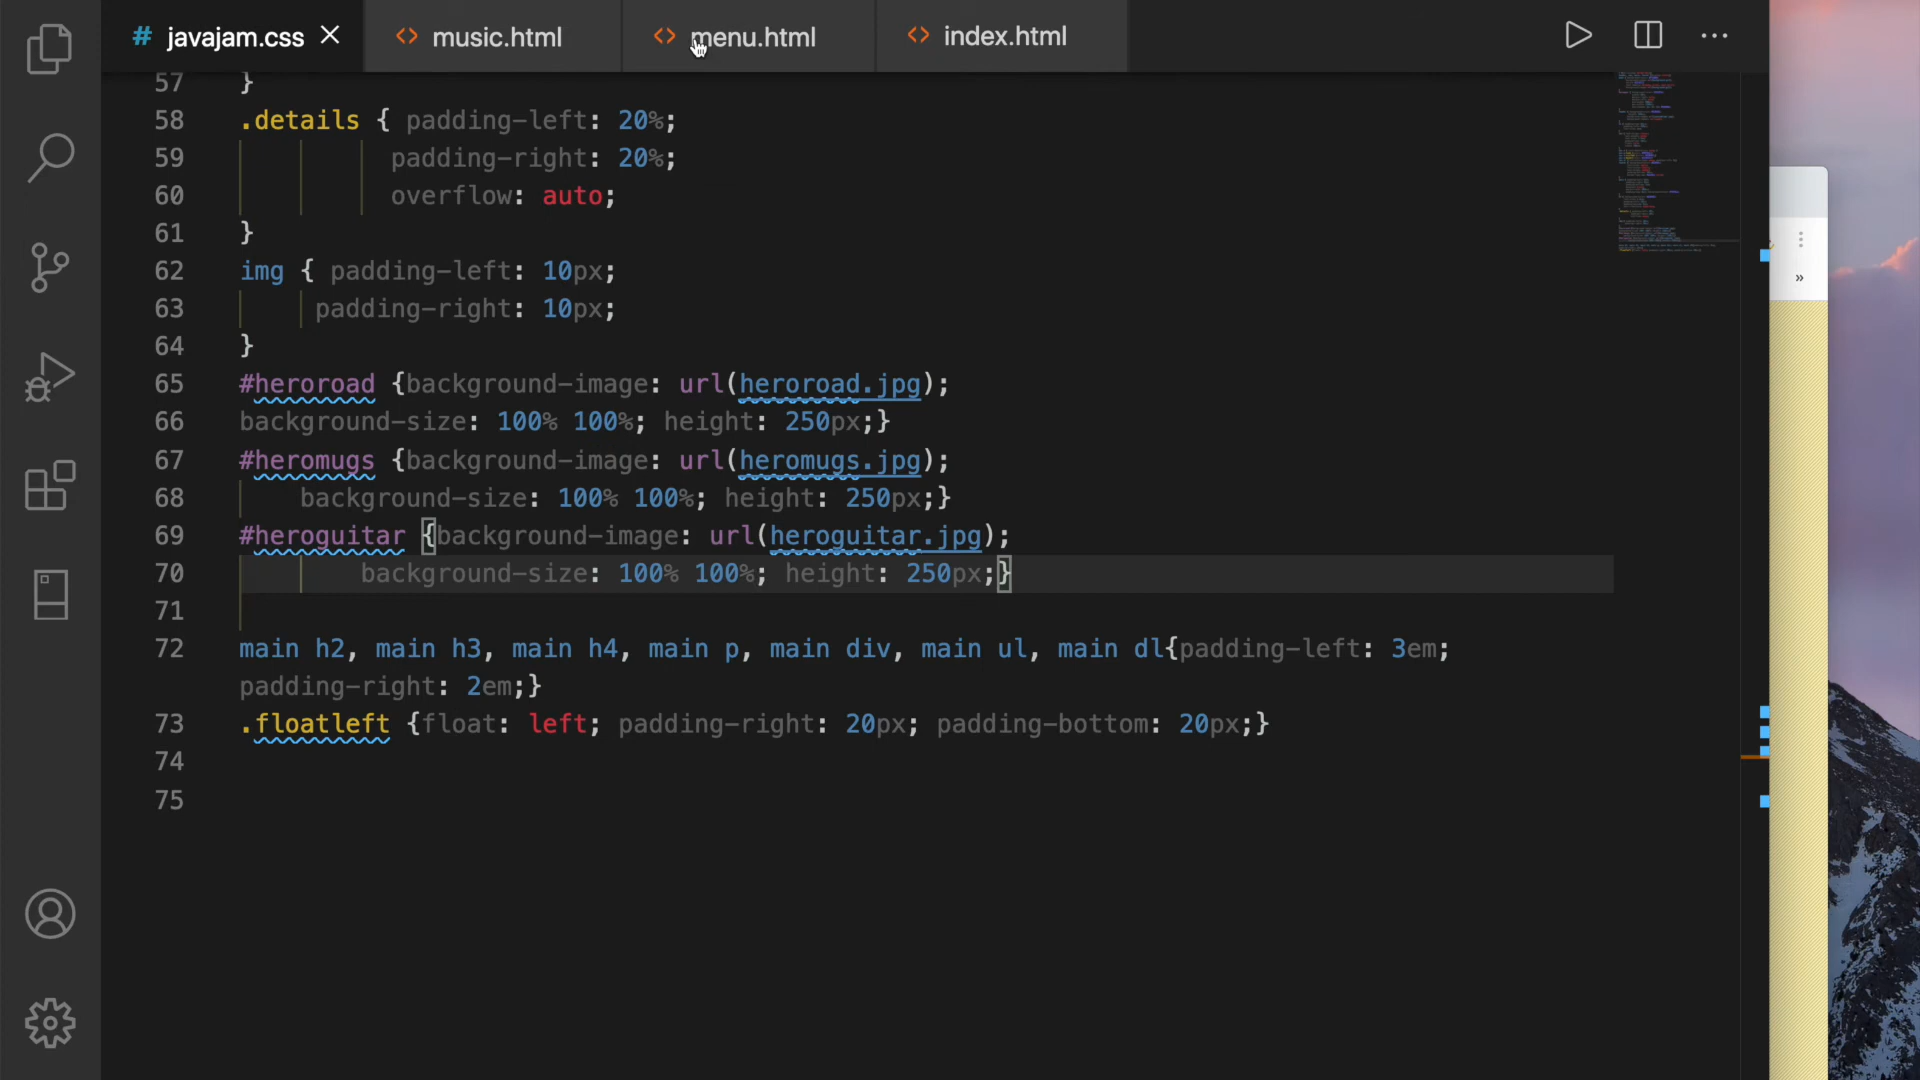 # javajam.css
<> music.html
<> menu.html
<> index.html
57 }
58 .details { padding-left: 20%;
59 padding-right: 20%;
60 overflow: auto;
61 }
62 img { padding-left: 10px;
63 padding-right: 10px;
64 }
65 #heroroad {background-image: url(heroroad.jpg);
66 background-size: 100% 100%; height: 250px;}
67 #heromugs {background-image: url(heromugs.jpg);
68 background-size: 100% 100%; height: 250px;}
69 #heroguitar {background-image: url(heroguitar.jpg);
70 background-size: 100% 100%; height: 250px;}
71
72 main h2, main h3, main h4, main p, main div, main ul, main dl{padding-left: 3em;
padding-right: 2em;}
73 .floatleft {float: left; padding-right: 20px; padding-bottom: 20px;}
74
75
»